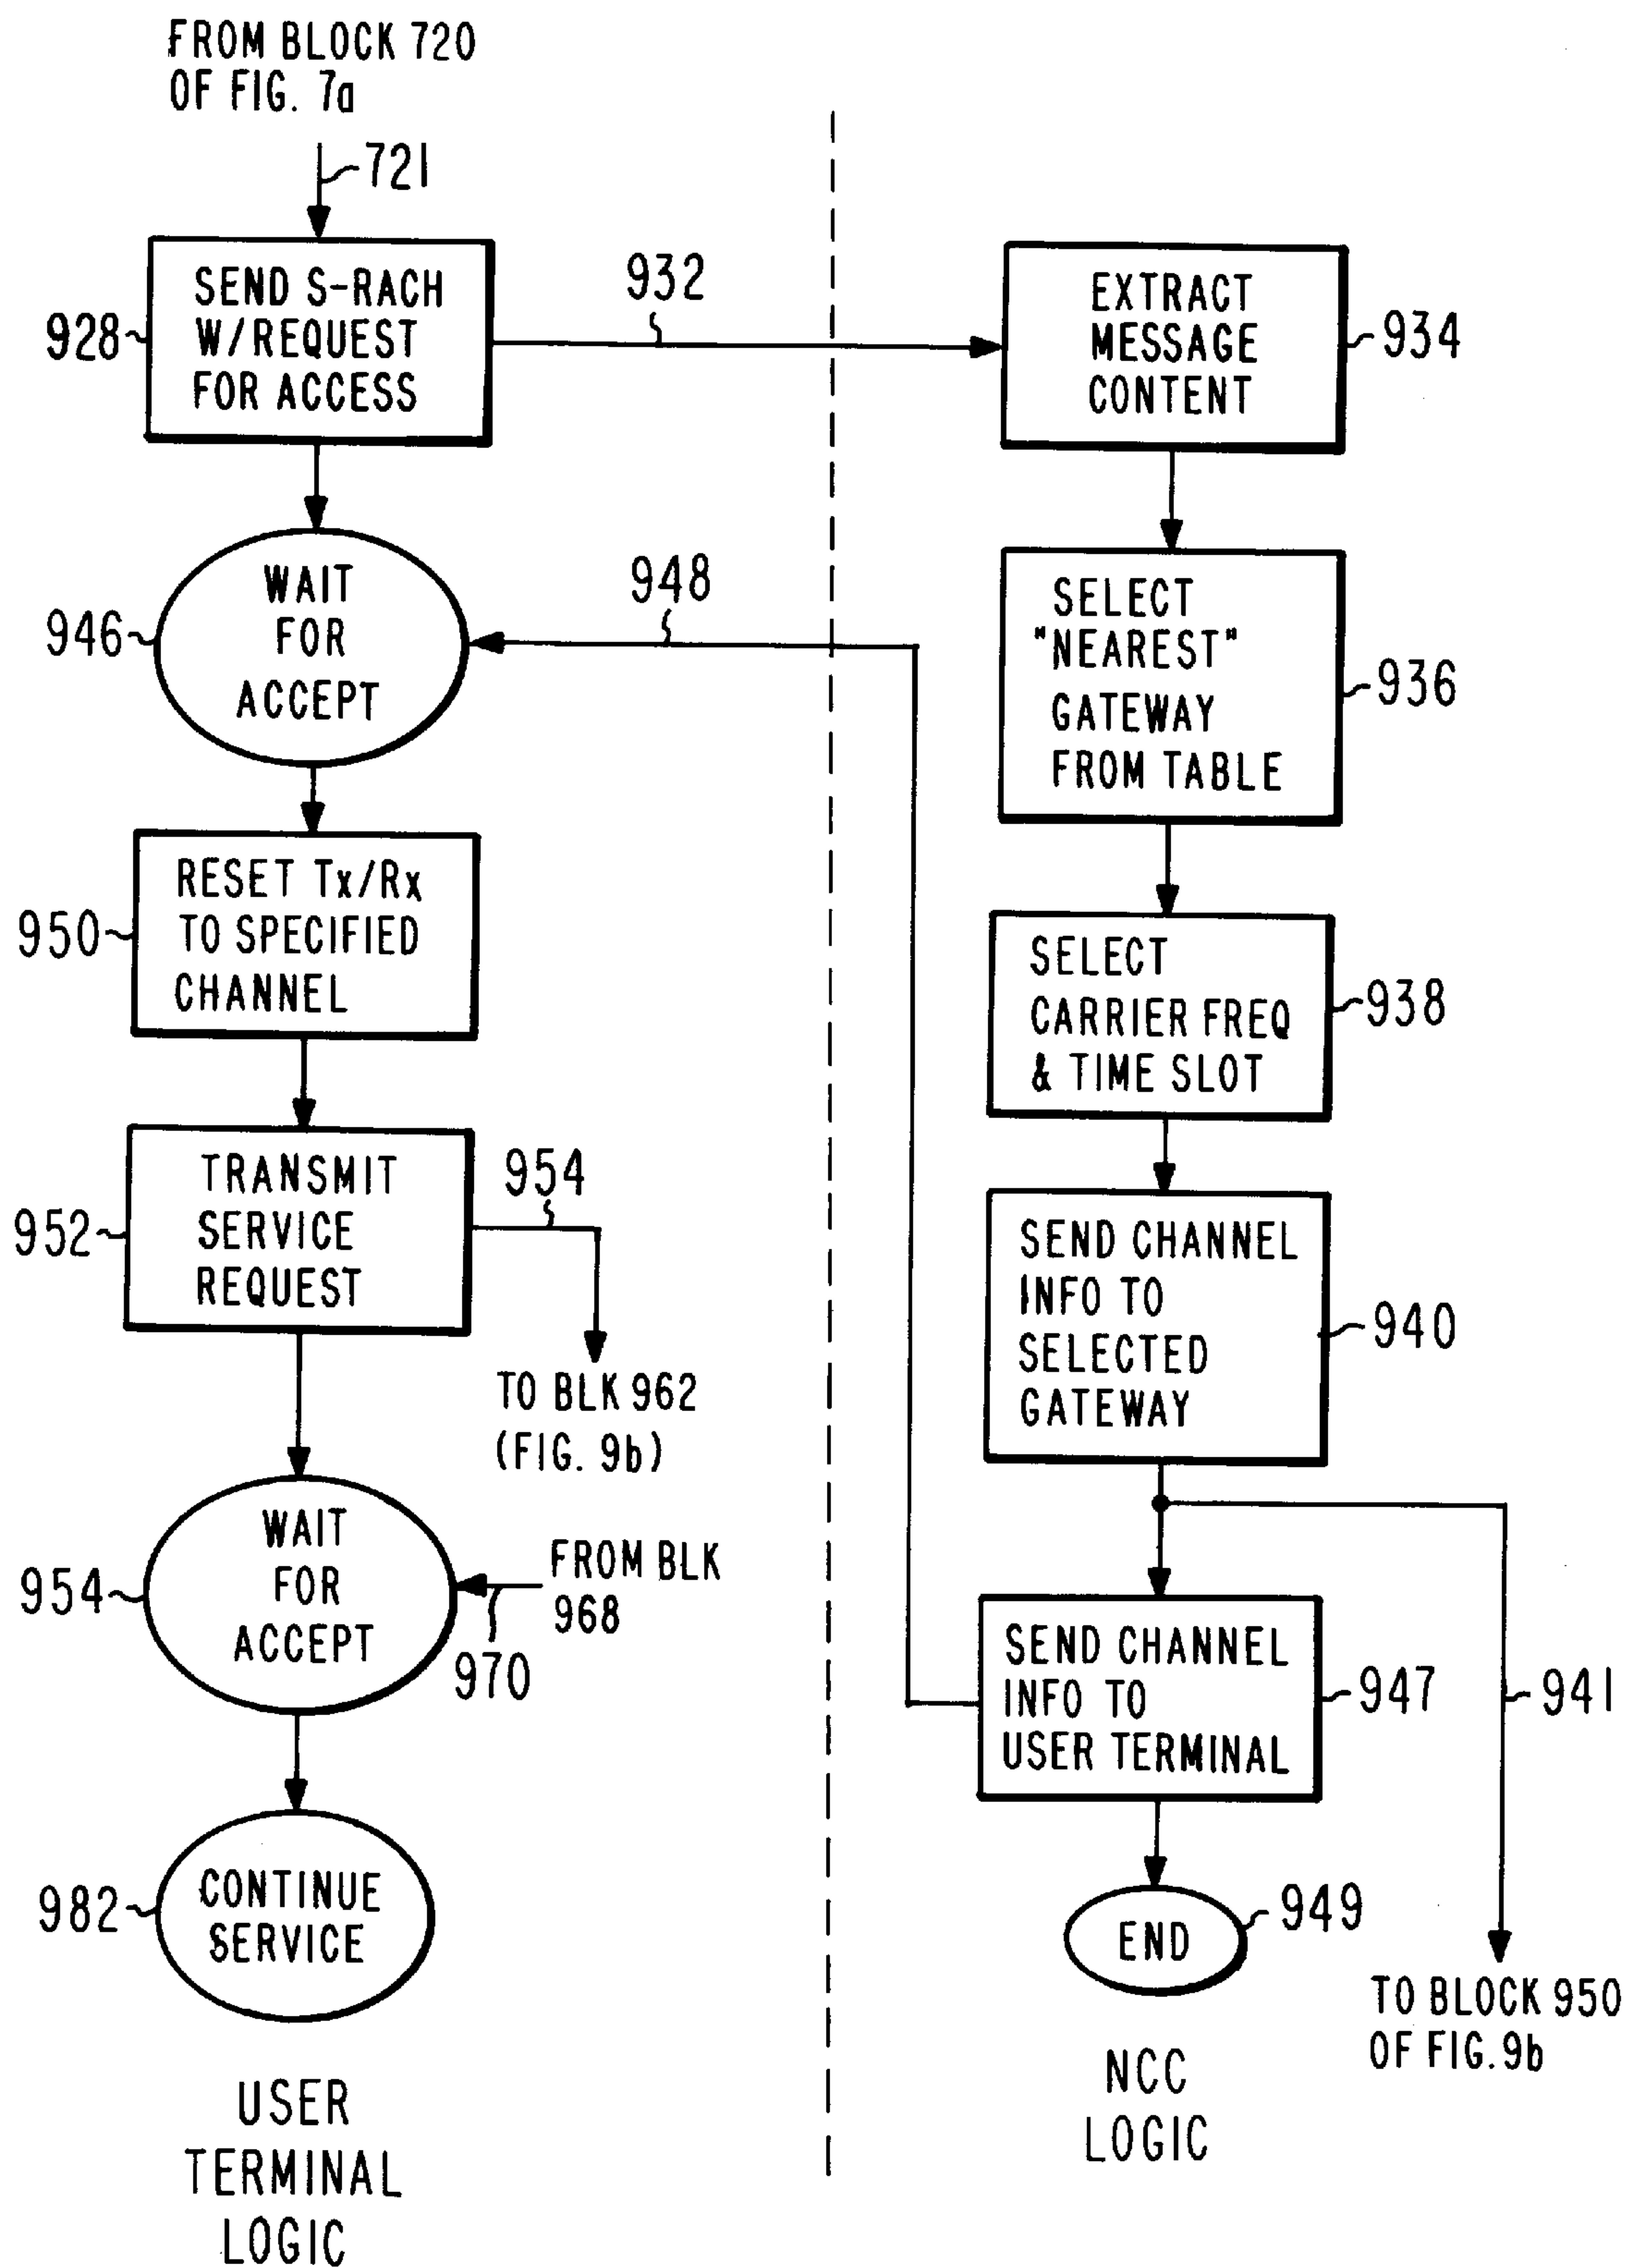 FROM BLOCK 720
OF FIG. 7a
721
928
SEND S-RACH
W/REQUEST
FOR ACCESS
932
EXTRACT
MESSAGE
CONTENT
934
946
WAIT
FOR
ACCEPT
948
SELECT
"NEAREST"
GATEWAY
FROM TABLE
936
950
RESET Tx/Rx
TO SPECIFIED
CHANNEL
SELECT
CARRIER FREQ
& TIME SLOT
938
952
TRANSMIT
SERVICE
REQUEST
954
TO BLK 962
(FIG. 9b)
SEND CHANNEL
INFO TO
SELECTED
GATEWAY
940
954
WAIT
FOR
ACCEPT
FROM BLK
968
970
SEND CHANNEL
INFO TO
USER TERMINAL
947
941
982
CONTINUE
SERVICE
END
949
TO BLOCK 950
OF FIG. 9b
USER
TERMINAL
LOGIC
NCC
LOGIC